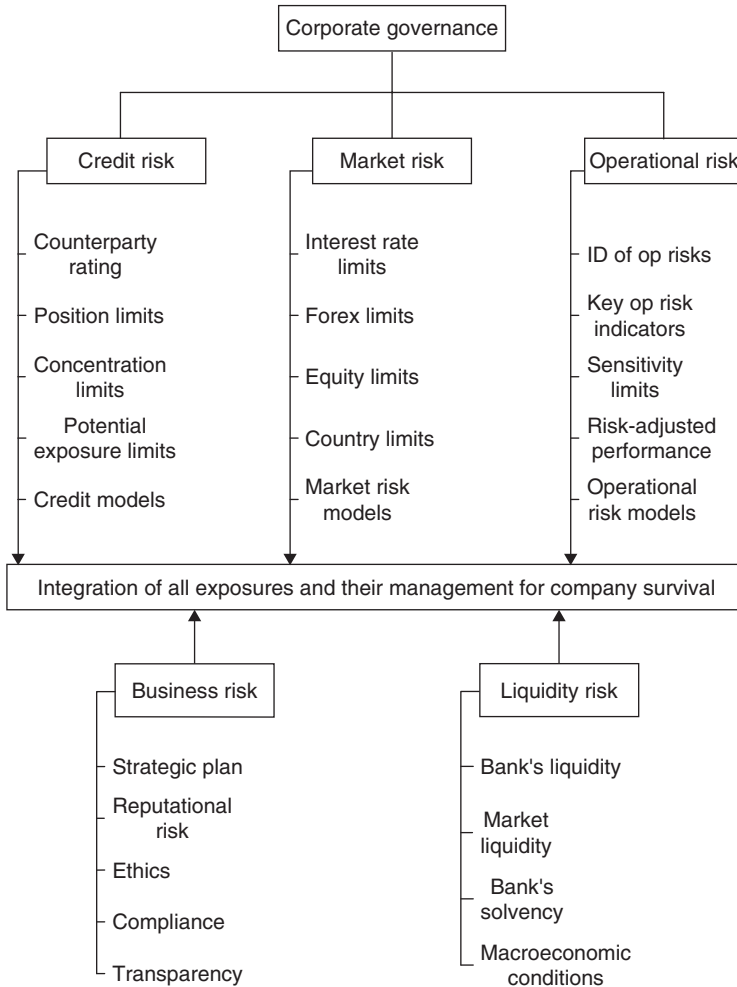 Corporate governance
Credit risk
Market risk
Operational risk
Counterparty
rating
Position limits
Concentration
limits
Potential
exposure limits
Credit models
Interest rate
limits
Forex limits
Equity limits
Country limits
Market risk
models
ID of op risks
Key op risk
indicators
Sensitivity
limits
Risk-adjusted
performance
Operational
risk models
Integration of all exposures and their management for company survival
Business risk
Liquidity risk
Strategic plan
Reputational
risk
Ethics
Compliance
Transparency
Bank's liquidity
Market
liquidity
Bank's
solvency
Macroeconomic
conditions